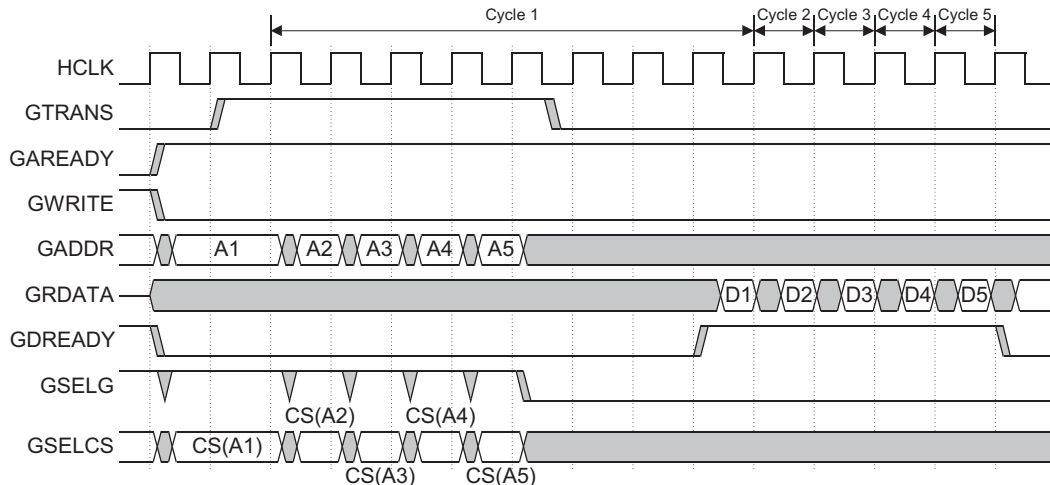 Cycle 1 Cycle 2 Cycle 3 Cycle 4 Cycle 5
HCLK
GTRANS
GAREADY
GWRITE
GADDR A1 A2 A3 A4 A5
GRDATA D1 D2 D3 D4 D5
GDREADY
GSELG
CS(A2) CS(A4)
GSELCS CS(A1)
CS(A3) CS(A5)